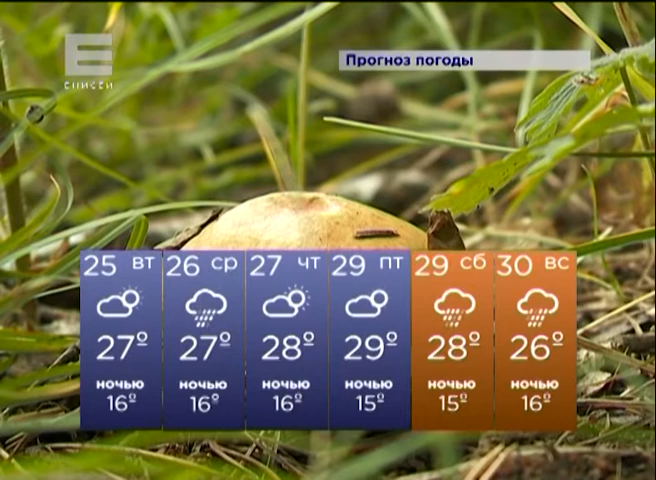 Е
ЕНИСЕЙ
Прогноз погоды
25 вт 26 ср 27 чт 29 пт 29 сб 30 вс
27º 27º 28º 29º 28º 26º
ночью ночью ночью ночью ночью ночью
16º 16º 16º 15º 15º 16º